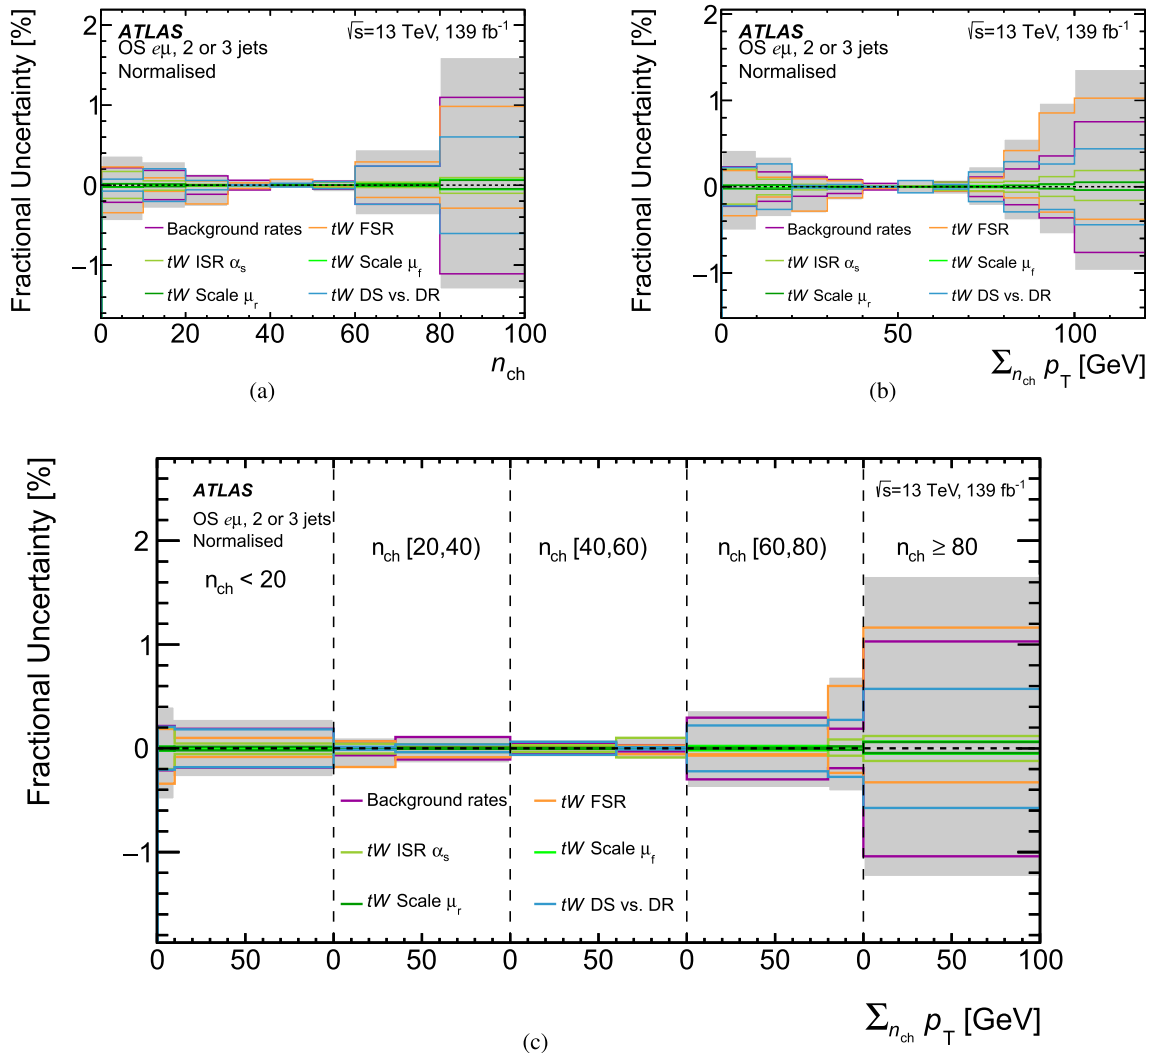 ATLAS
√s=13 TeV, 139 fb⁻¹
OS eμ, 2 or 3 jets
Normalised
Fractional Uncertainty [%]
2
1
0
−1
Background rates
tW FSR
tW ISR αs
tW Scale μf
tW Scale μr
tW DS vs. DR
0 20 40 60 80 100
nch
(a)
ATLAS
√s=13 TeV, 139 fb⁻¹
OS eμ, 2 or 3 jets
Normalised
Fractional Uncertainty [%]
2
1
0
−1
Background rates
tW FSR
tW ISR αs
tW Scale μf
tW Scale μr
tW DS vs. DR
0 50 100
Σnch pT [GeV]
(b)
ATLAS
√s=13 TeV, 139 fb⁻¹
OS eμ, 2 or 3 jets
Normalised
Fractional Uncertainty [%]
nch < 20
nch [20,40)
nch [40,60)
nch [60,80)
nch ≥ 80
2
1
0
−1
Background rates
tW FSR
tW ISR αs
tW Scale μf
tW Scale μr
tW DS vs. DR
0 50 0 50 0 50 0 50 0 50 100
Σnch pT [GeV]
(c)